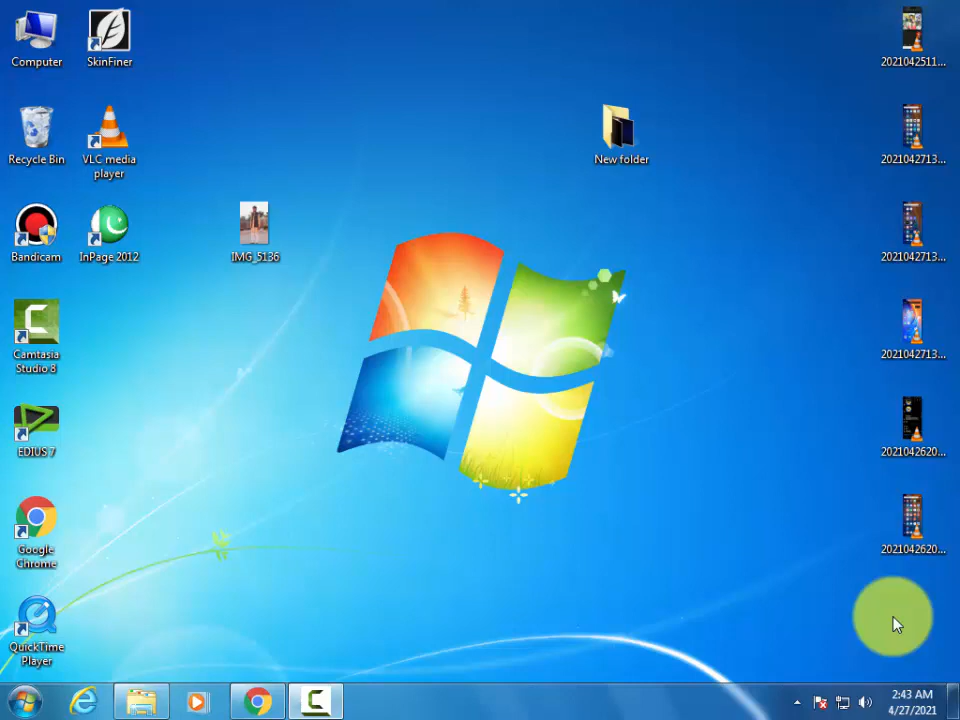 Computer
SkinFiner
2021042511...
Recycle Bin
VLC media
player
New folder
2021042713...
Bandicam
InPage 2012
IMG_5136
2021042713...
Camtasia
Studio 8
2021042713...
EDIUS 7
2021042620...
Google
Chrome
2021042620...
QuickTime
Player
2:43 AM
4/27/2021